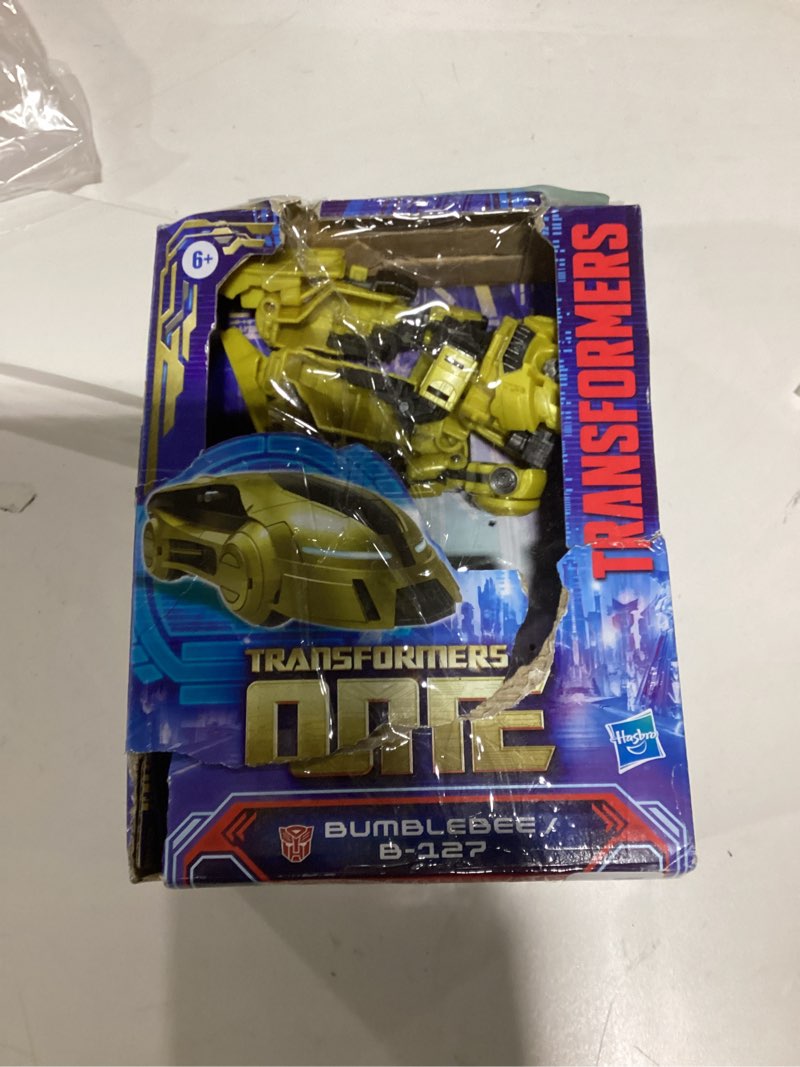 6+
TRANSFORMERS
TRANSFORMERS
ONE
Hasbro
BUMBLEBEE/
B-127